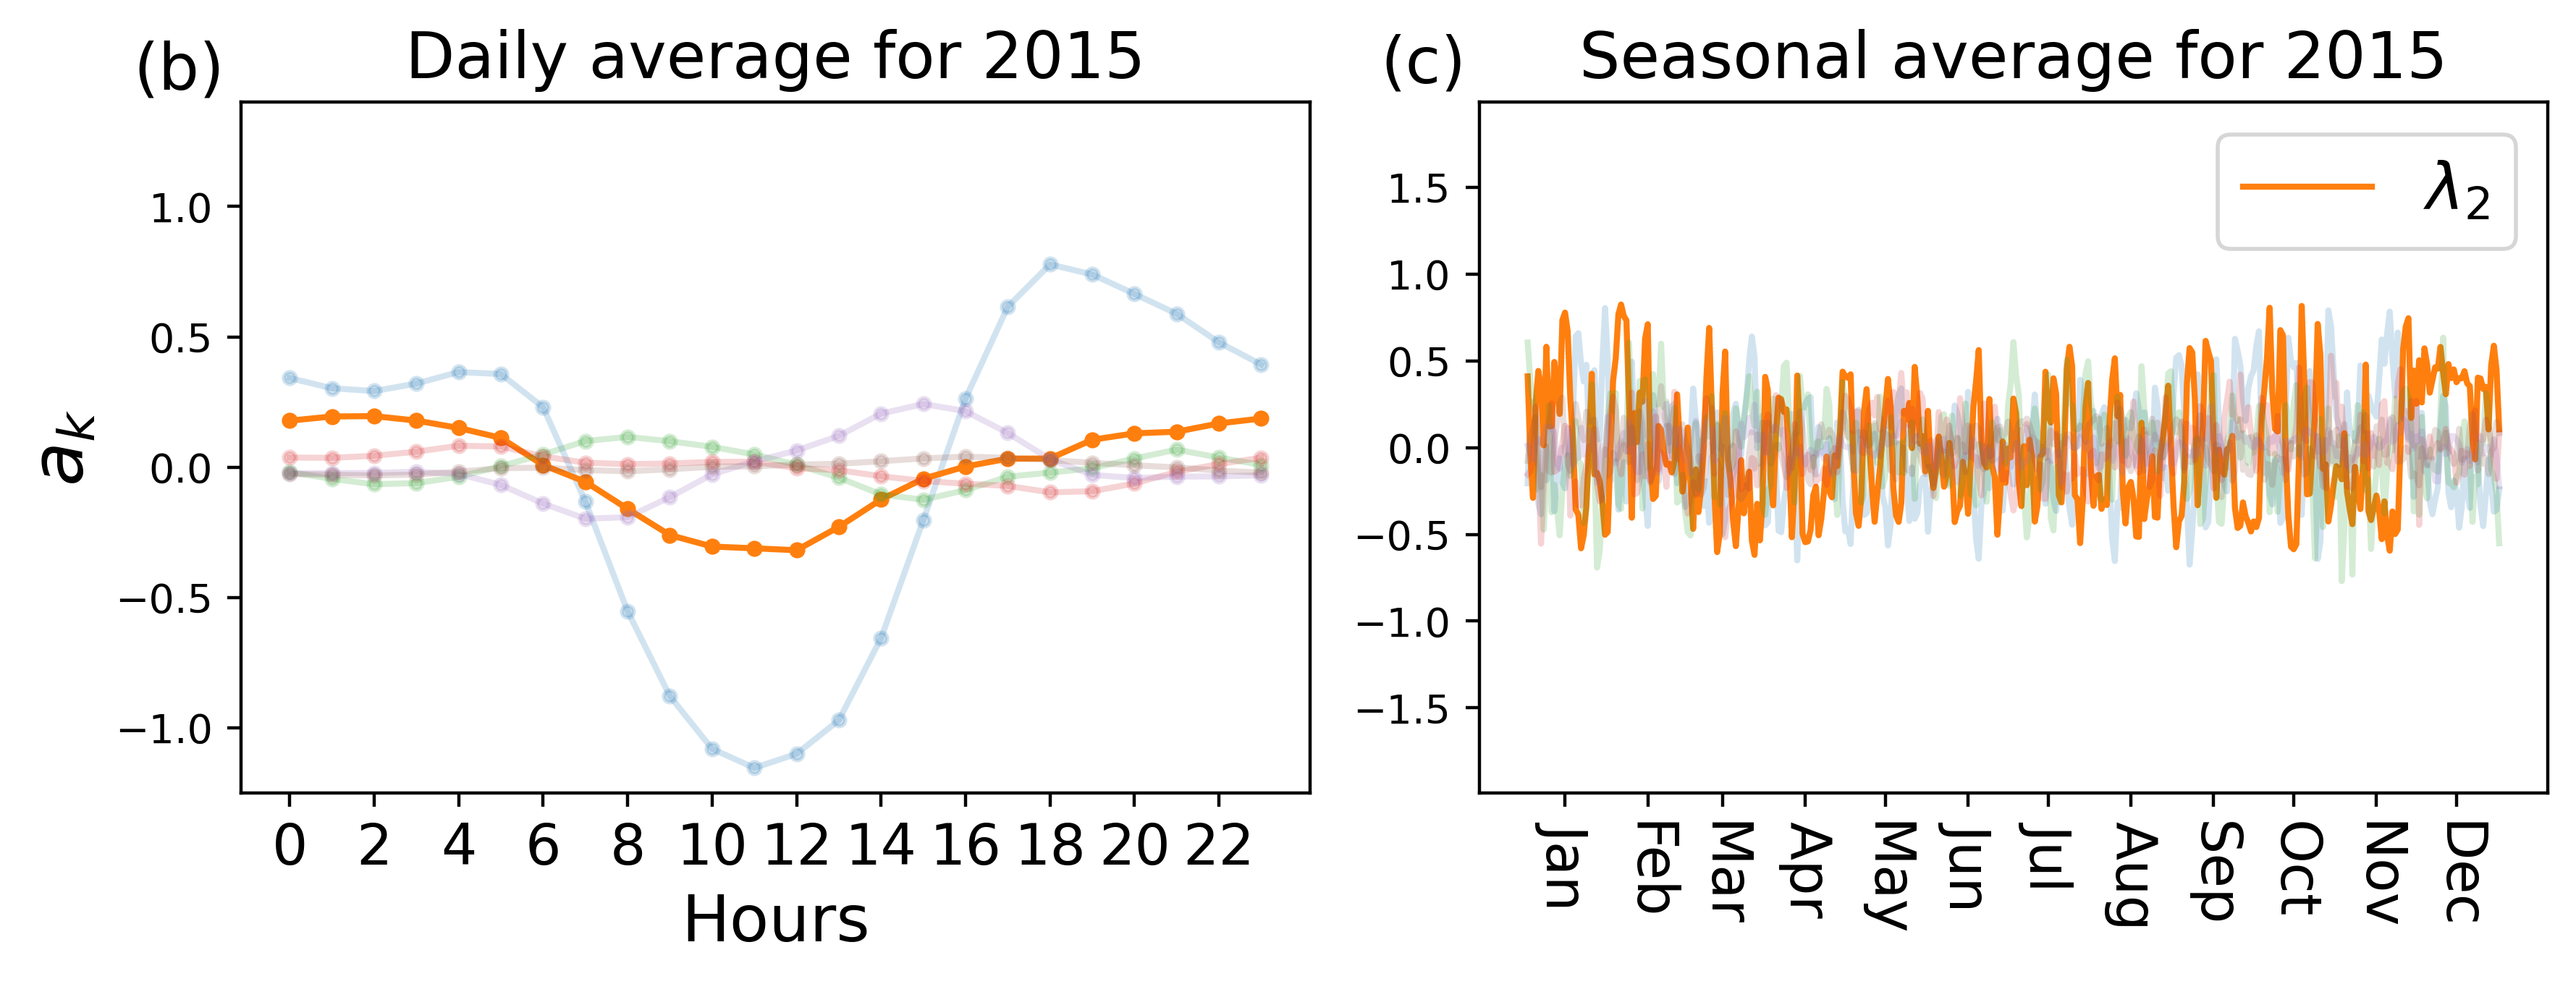 (b) Daily average for 2015
1.0
0.5
0.0
−0.5
−1.0
a_k
0 2 4 6 8 10 12 14 16 18 20 22
Hours
(c) Seasonal average for 2015
1.5
1.0
0.5
0.0
−0.5
−1.0
−1.5
λ_2
Jan Feb Mar Apr May Jun Jul Aug Sep Oct Nov Dec